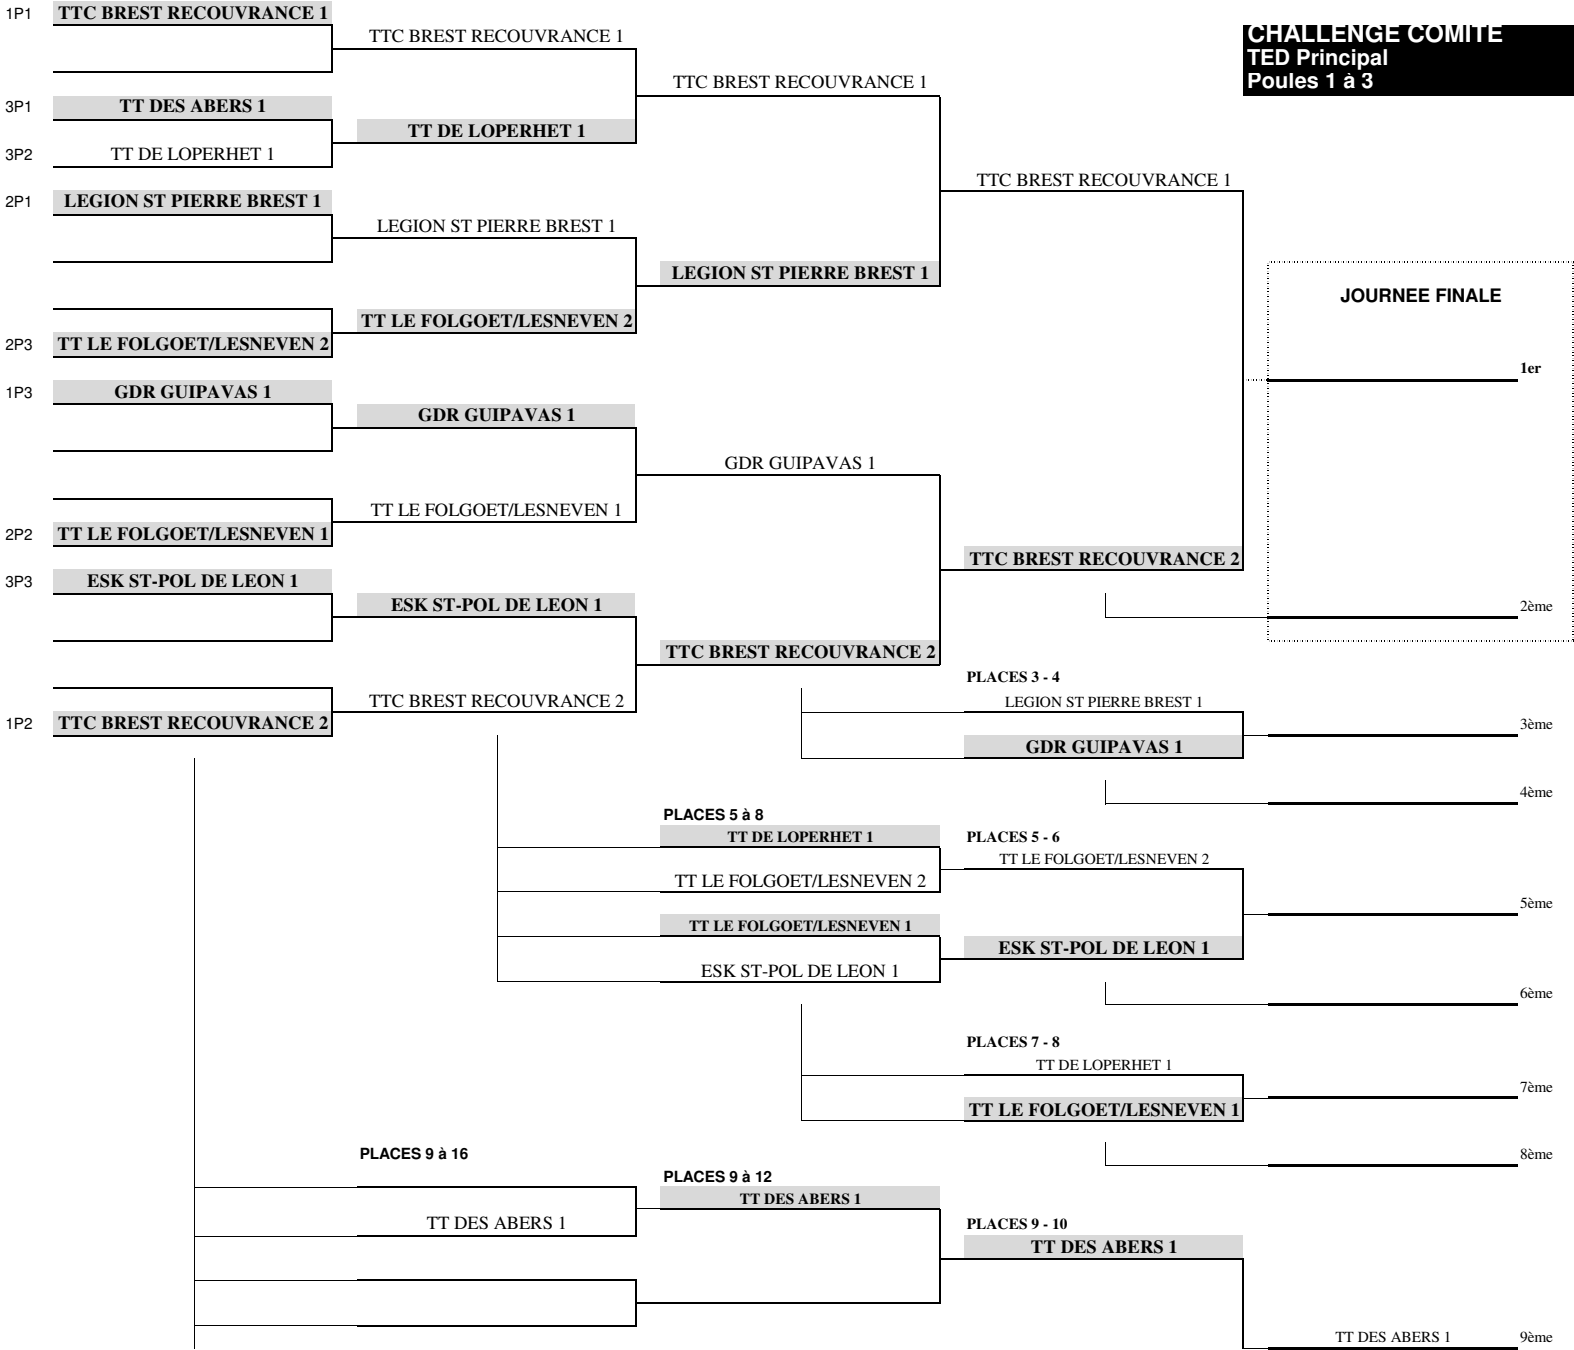 1P1 TTC BREST RECOUVRANCE 1
TTC BREST RECOUVRANCE 1
CHALLENGE COMITE
TED Principal
Poules 1 à 3
TTC BREST RECOUVRANCE 1
3P1 TT DES ABERS 1
TT DE LOPERHET 1
3P2 TT DE LOPERHET 1
TTC BREST RECOUVRANCE 1
2P1 LEGION ST PIERRE BREST 1
LEGION ST PIERRE BREST 1
LEGION ST PIERRE BREST 1
JOURNEE FINALE
TT LE FOLGOET/LESNEVEN 2
2P3 TT LE FOLGOET/LESNEVEN 2
1er
1P3 GDR GUIPAVAS 1
GDR GUIPAVAS 1
GDR GUIPAVAS 1
TT LE FOLGOET/LESNEVEN 1
2P2 TT LE FOLGOET/LESNEVEN 1
TTC BREST RECOUVRANCE 2
3P3 ESK ST-POL DE LEON 1
ESK ST-POL DE LEON 1
2ème
TTC BREST RECOUVRANCE 2
PLACES 3 - 4
TTC BREST RECOUVRANCE 2
LEGION ST PIERRE BREST 1
1P2 TTC BREST RECOUVRANCE 2
3ème
GDR GUIPAVAS 1
4ème
PLACES 5 à 8
TT DE LOPERHET 1
PLACES 5 - 6
TT LE FOLGOET/LESNEVEN 2
TT LE FOLGOET/LESNEVEN 2
5ème
TT LE FOLGOET/LESNEVEN 1
ESK ST-POL DE LEON 1
ESK ST-POL DE LEON 1
6ème
PLACES 7 - 8
TT DE LOPERHET 1
7ème
TT LE FOLGOET/LESNEVEN 1
PLACES 9 à 16
8ème
PLACES 9 à 12
TT DES ABERS 1
TT DES ABERS 1
PLACES 9 - 10
TT DES ABERS 1
TT DES ABERS 1 9ème